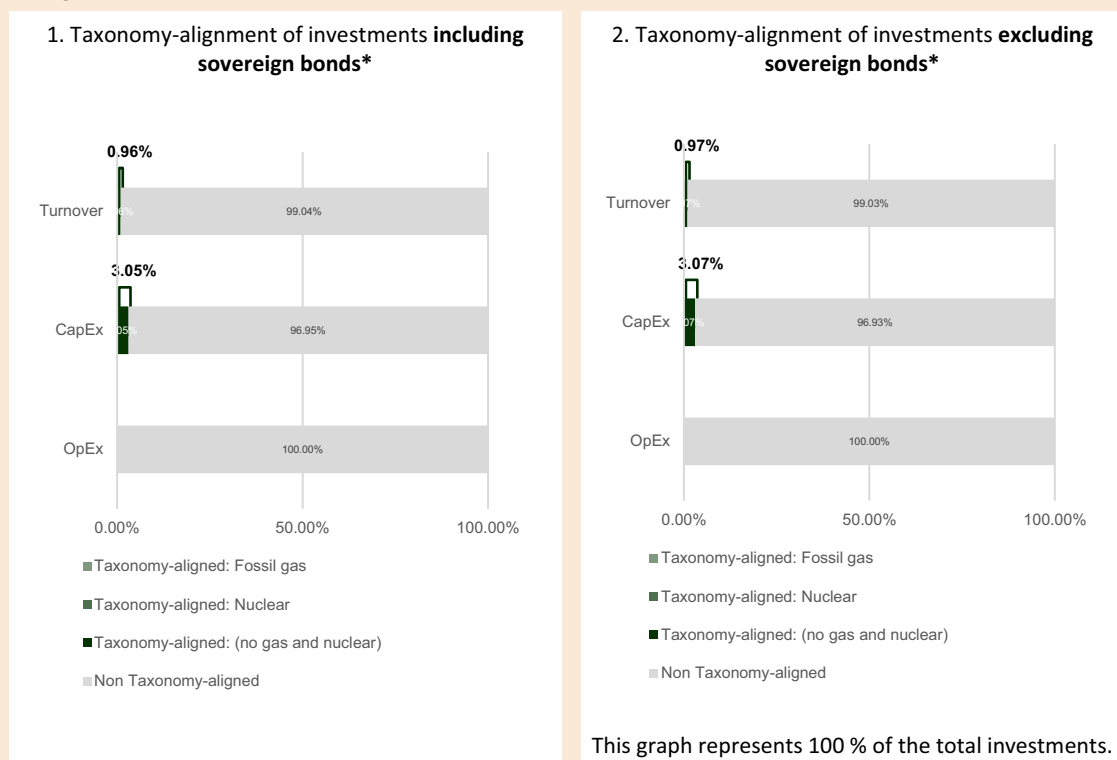 1. Taxonomy-alignment of investments including
sovereign bonds*
0.96%
Turnover
99.04%
3.05%
CapEx
96.95%
OpEx
100.00%
0.00% 50.00% 100.00%
Taxonomy-aligned: Fossil gas
Taxonomy-aligned: Nuclear
Taxonomy-aligned: (no gas and nuclear)
Non Taxonomy-aligned
2. Taxonomy-alignment of investments excluding
sovereign bonds*
0.97%
Turnover
99.03%
3.07%
CapEx
96.93%
OpEx
100.00%
0.00% 50.00% 100.00%
Taxonomy-aligned: Fossil gas
Taxonomy-aligned: Nuclear
Taxonomy-aligned: (no gas and nuclear)
Non Taxonomy-aligned
This graph represents 100 % of the total investments.